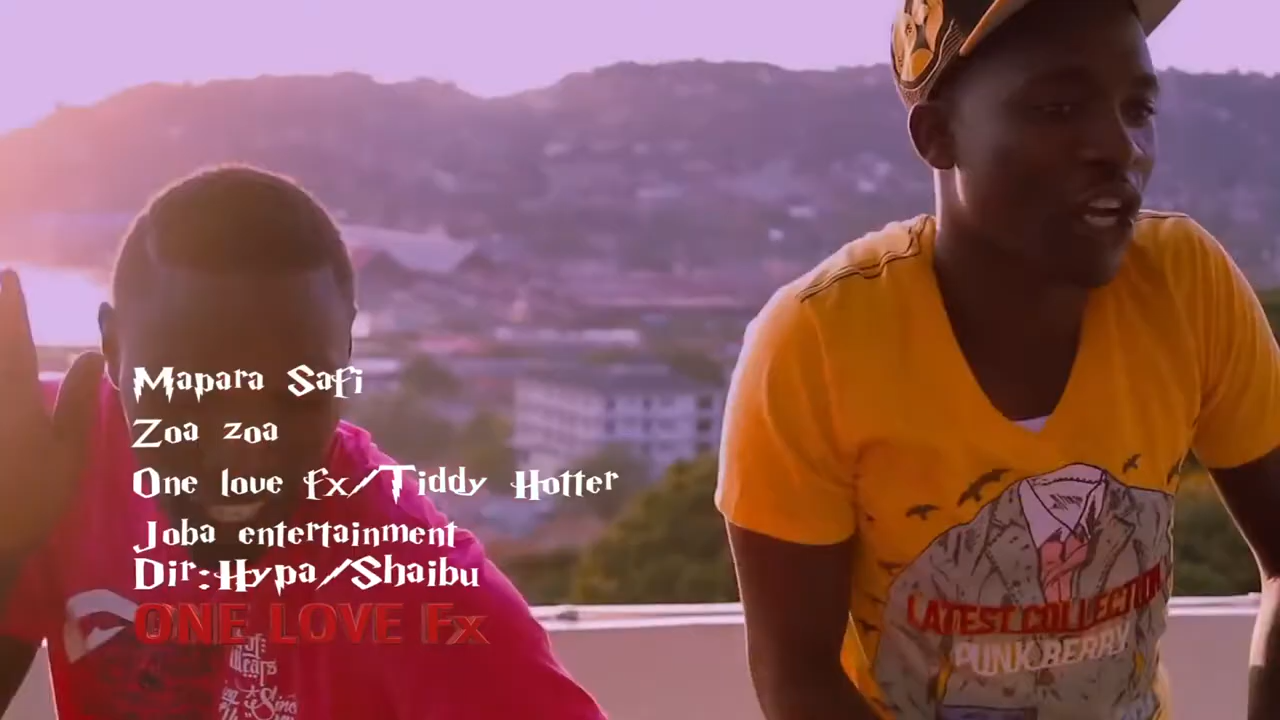 Mapara Safi
Zoa zoa
One love fx/Tiddy Hotter
Joba entertainment
Dir:Hypa/Shaibu
ONE LOVE Fx
LATEST COLLECTION
PUNK BERRY